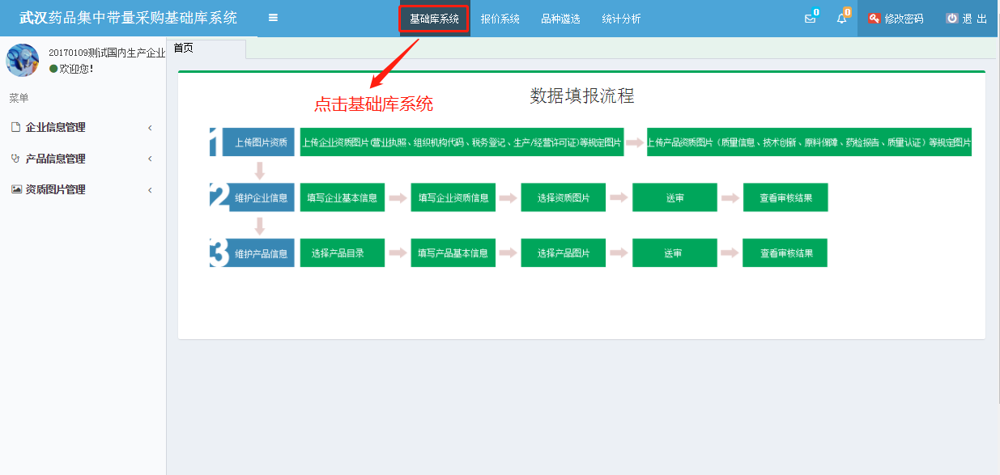 武汉药品集中带量采购基础库系统
基础库系统 报价系统 品种遴选 统计分析
0 0 修改密码 退 出
20170109测试国内生产企业
欢迎您!
首页
菜单
企业信息管理
产品信息管理
资质图片管理
点击基础库系统
数据填报流程
1 上传图片资质 上传企业资质图片(营业执照、组织机构代码、税务登记、生产/经营许可证)等规定图片 上传产品资质图片(质量信息、技术创新、原料保障、药检报告、质量认证)等规定图片
2 维护企业信息 填写企业基本信息 填写企业资质信息 选择资质图片 送审 查看审核结果
3 维护产品信息 选择产品目录 填写产品基本信息 选择产品图片 送审 查看审核结果